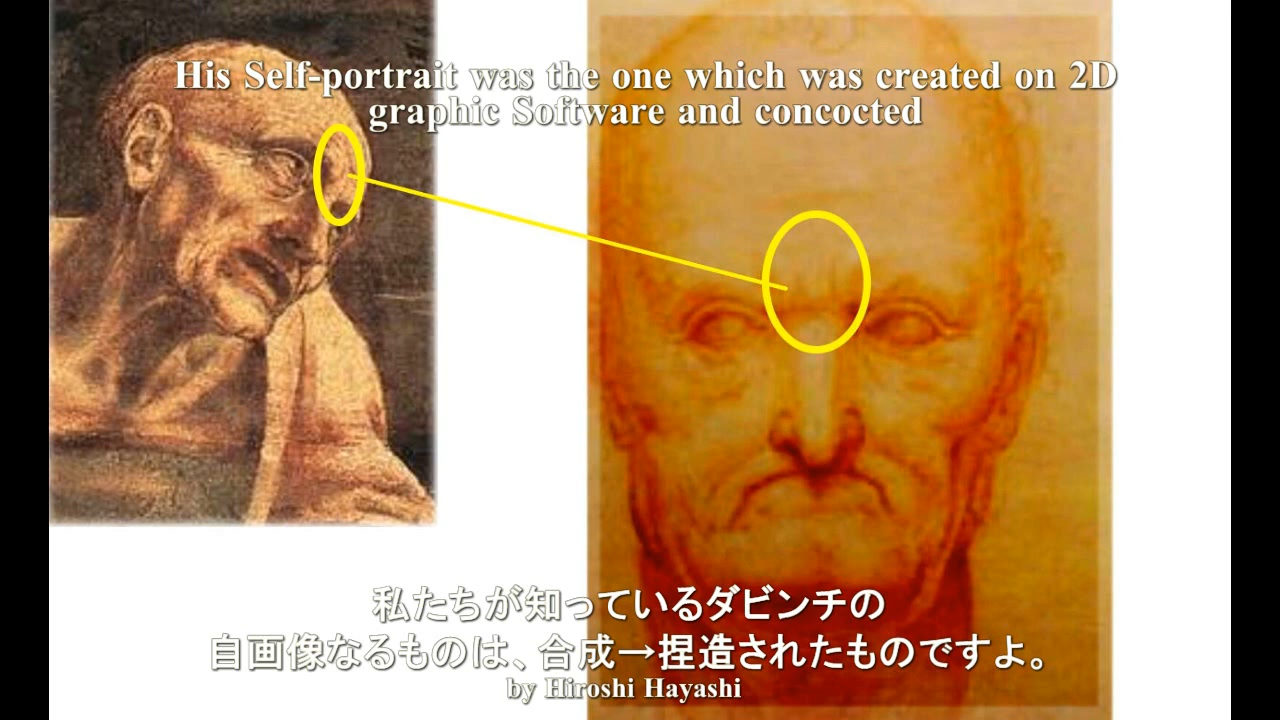 His Self-portrait was the one which was created on 2D
graphic Software and concocted
私たちが知っているダビンチの
自画像なるものは、合成→捏造されたものですよ。
by Hiroshi Hayashi